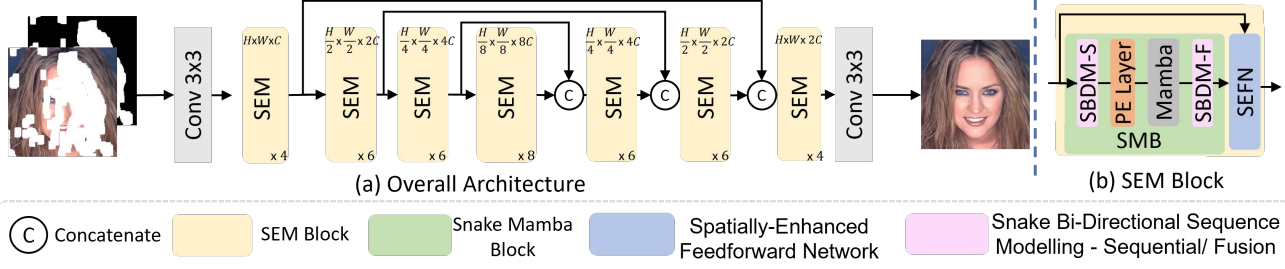 Conv 3x3
HxWxC
SEM
x 4
H/2 x W/2 x 2C
SEM
x 6
H/4 x W/4 x 4C
SEM
x 6
H/8 x W/8 x 8C
SEM
x 8
C
H/4 x W/4 x 4C
SEM
x 6
C
H/2 x W/2 x 2C
SEM
x 6
C
HxWx 2C
SEM
x 4
Conv 3x3
(a) Overall Architecture
SBDM-S
PE Layer
Mamba
SBDM-F
SMB
SEFN
(b) SEM Block
C
Concatenate
SEM Block
Snake Mamba
Block
Spatially-Enhanced
Feedforward Network
Snake Bi-Directional Sequence
Modelling - Sequential/ Fusion